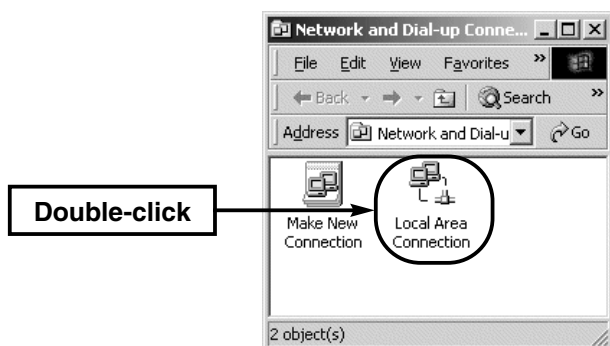 Network and Dial-up Conne...
File Edit View Favorites »
Back Search »
Address Network and Dial-u Go
Double-click
Make New
Connection
Local Area
Connection
2 object(s)